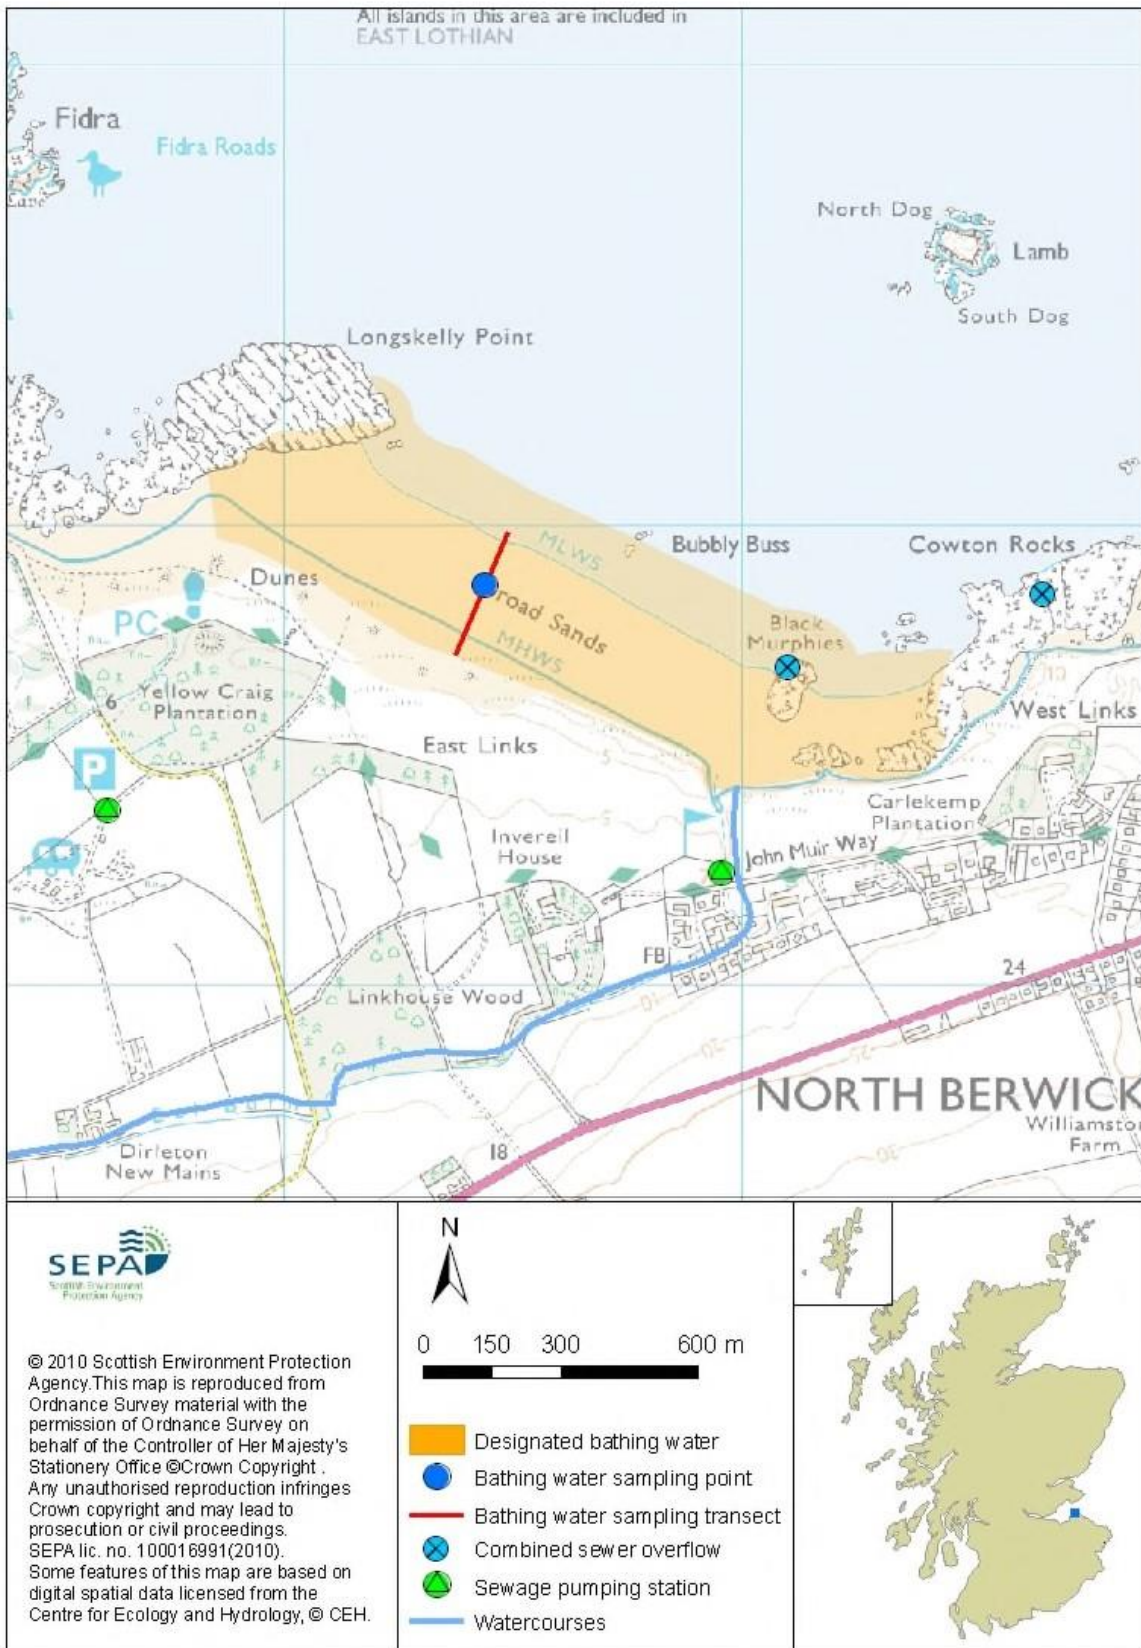 All islands in this area are included in
EAST LOTHIAN
Fidra
Fidra Roads
North Dog
Lamb
South Dog
Longskelly Point
MLWS
Bubbly Buss
Cowton Rocks
Dunes
road Sands
Black
Murphies
PC
MHWS
6
Yellow Craig
Plantation
West Links
East Links
5
P
5
Carlekemp
Plantation
Inverell
House
John Muir Way
FB
24
Linkhouse Wood
10
20
25
NORTH BERWICK
Williamston
Farm
Dirleton
New Mains
18
30
SEPA
Scottish Environment
Protection Agency
© 2010 Scottish Environment Protection
Agency.This map is reproduced from
Ordnance Survey material with the
permission of Ordnance Survey on
behalf of the Controller of Her Majesty's
Stationery Office ©Crown Copyright .
Any unauthorised reproduction infringes
Crown copyright and may lead to
prosecution or civil proceedings.
SEPA lic. no. 100016991(2010).
Some features of this map are based on
digital spatial data licensed from the
Centre for Ecology and Hydrology, © CEH.
N
0 150 300 600 m
Designated bathing water
Bathing water sampling point
Bathing water sampling transect
Combined sewer overflow
Sewage pumping station
Watercourses